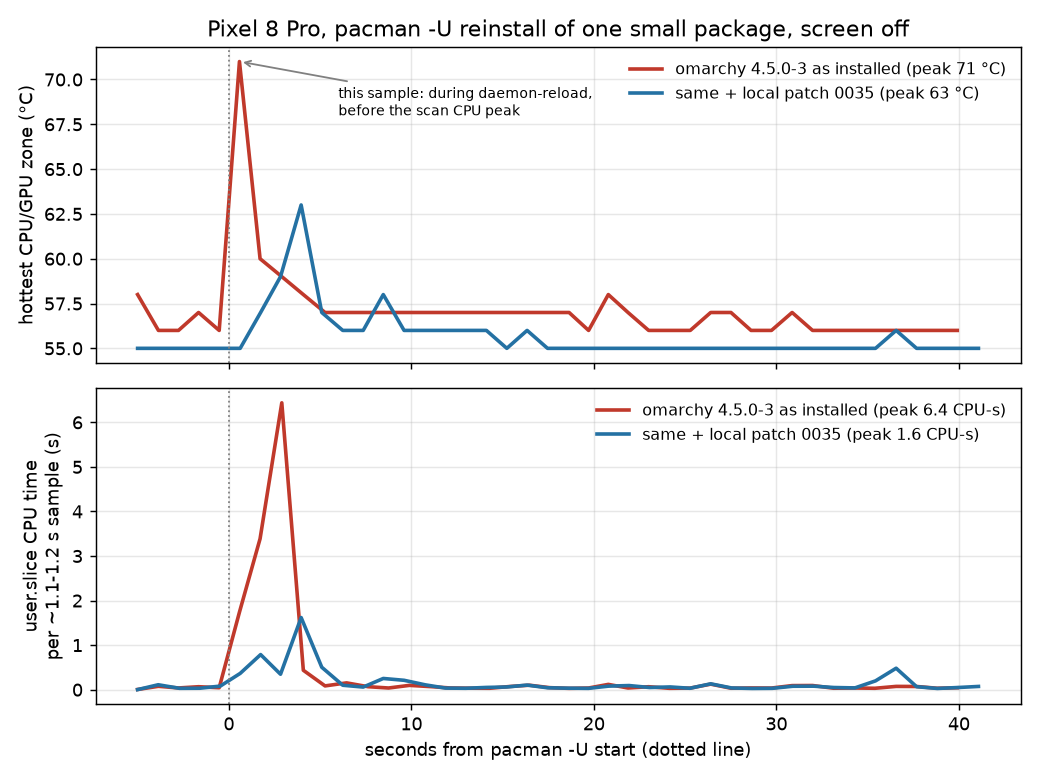 Pixel 8 Pro, pacman -U reinstall of one small package, screen off
hottest CPU/GPU zone (°C)
70.0
67.5
65.0
62.5
60.0
57.5
55.0
omarchy 4.5.0-3 as installed (peak 71 °C)
same + local patch 0035 (peak 63 °C)
this sample: during daemon-reload,
before the scan CPU peak
user.slice CPU time
per ~1.1-1.2 s sample (s)
6
5
4
3
2
1
0
omarchy 4.5.0-3 as installed (peak 6.4 CPU-s)
same + local patch 0035 (peak 1.6 CPU-s)
0 10 20 30 40
seconds from pacman -U start (dotted line)